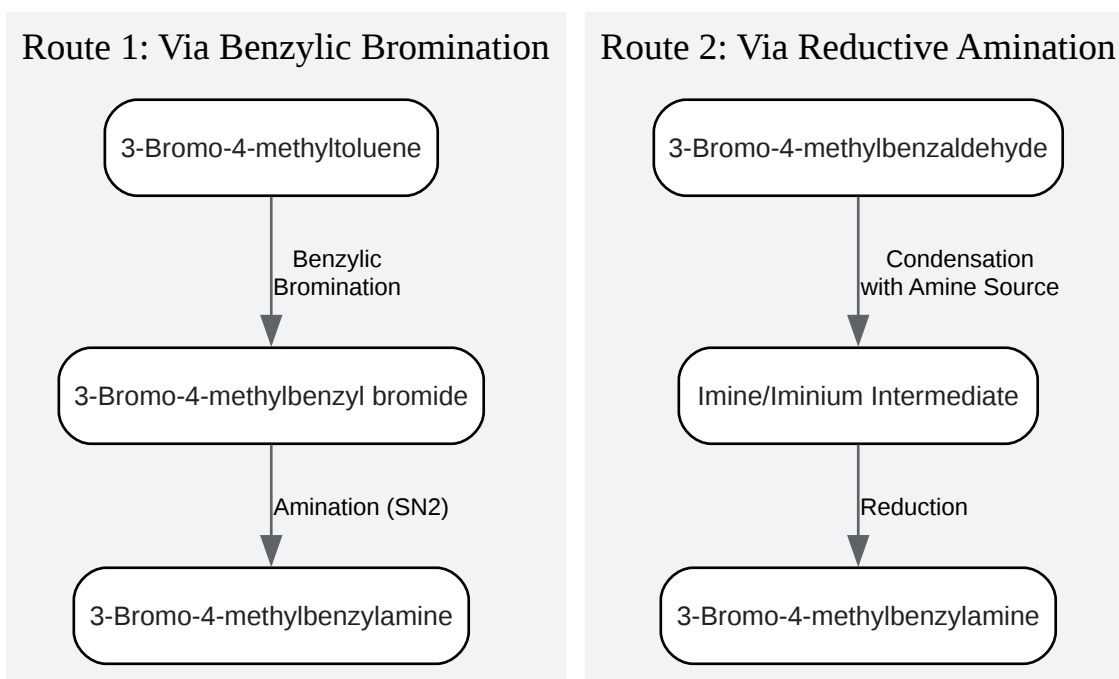 Route 1: Via Benzylic Bromination
3-Bromo-4-methyltoluene
Benzylic
Bromination
3-Bromo-4-methylbenzyl bromide
Amination (SN2)
3-Bromo-4-methylbenzylamine
Route 2: Via Reductive Amination
3-Bromo-4-methylbenzaldehyde
Condensation
with Amine Source
Imine/Iminium Intermediate
Reduction
3-Bromo-4-methylbenzylamine